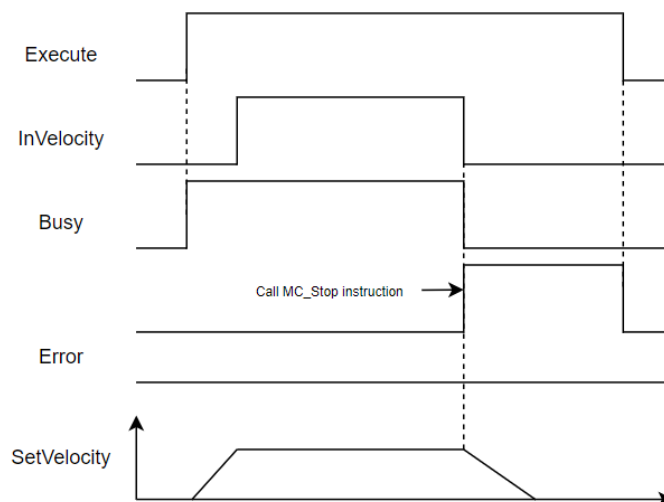 Execute
InVelocity
Busy
Call MC_Stop instruction
Error
SetVelocity